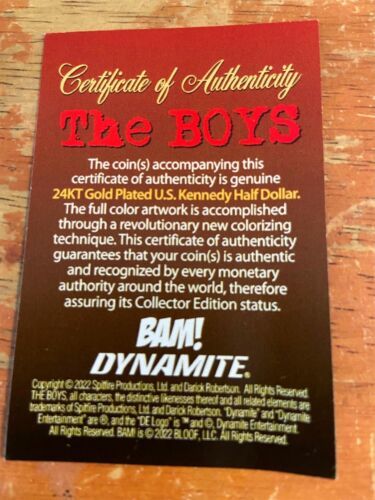 Certificate of Authenticity
The BOYS
The coin(s) accompanying this
certificate of authenticity is genuine
24KT Gold Plated U.S. Kennedy Half Dollar.
The full color artwork is accomplished
through a revolutionary new colorizing
technique. This certificate of authenticity
guarantees that your coin(s) is authentic
and recognized by every monetary
authority around the world, therefore
assuring its Collector Edition status.
BAM!
DYNAMITE®
Copyright © 2022 Spitfire Productions, Ltd. and Darick Robertson. All Rights Reserved.
THE BOYS, all characters, the distinctive likenesses thereof and all related elements are
trademarks of Spitfire Productions, Ltd. and Darick Robertson. "Dynamite" and "Dynamite
Entertainment" are ®, and the "DE Logo" is ™ and ©, Dynamite Entertainment.
All Rights Reserved. BAM! is © 2022 BLOOF, LLC. All Rights Reserved.